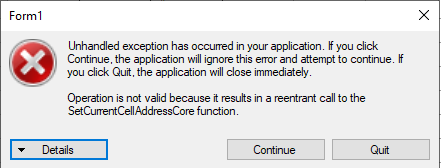 Form1
Unhandled exception has occurred in your application. If you click
Continue, the application will ignore this error and attempt to continue. If
you click Quit, the application will close immediately.
Operation is not valid because it results in a reentrant call to the
SetCurrentCellAddressCore function.
Details
Continue
Quit